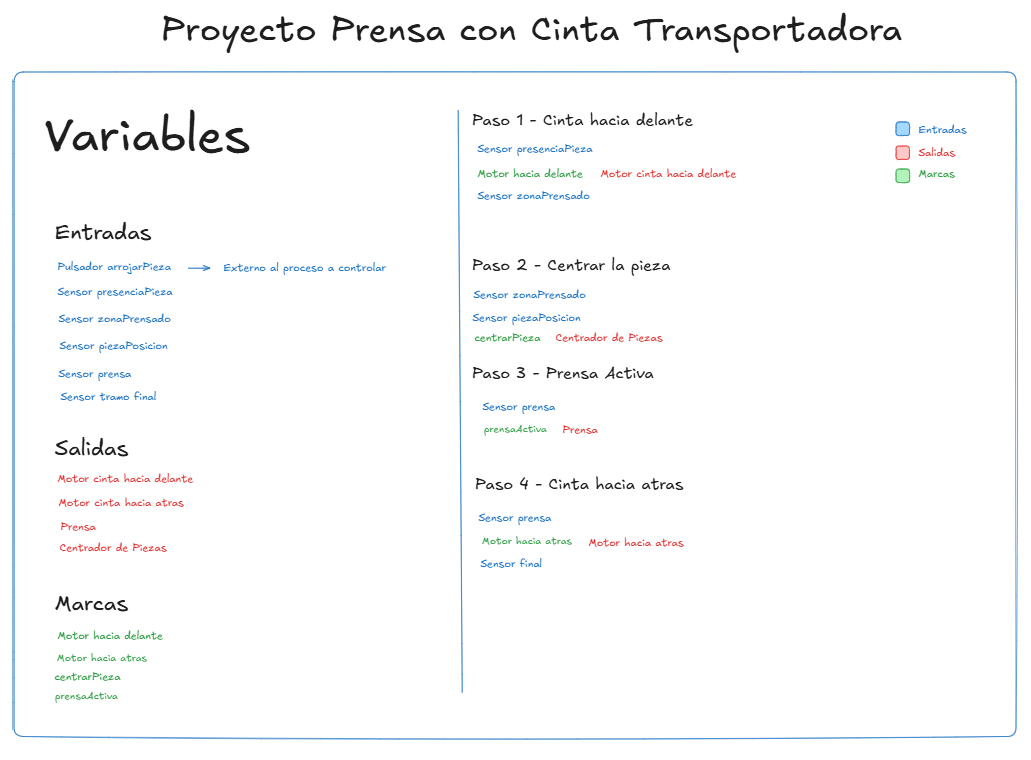 Proyecto Prensa con Cinta Transportadora
Variables
Entradas
Pulsador arrojarPieza → Externo al proceso a controlar
Sensor presenciaPieza
Sensor zonaPrensado
Sensor piezaPosicion
Sensor prensa
Sensor tramo final
Salidas
Motor cinta hacia delante
Motor cinta hacia atras
Prensa
Centrador de Piezas
Marcas
Motor hacia delante
Motor hacia atras
centrarPieza
prensaActiva
Paso 1 - Cinta hacia delante
Sensor presenciaPieza
Motor hacia delante Motor cinta hacia delante
Sensor zonaPrensado
Paso 2 - Centrar la pieza
Sensor zonaPrensado
Sensor piezaPosicion
centrarPieza Centrador de Piezas
Paso 3 - Prensa Activa
Sensor prensa
prensaActiva Prensa
Paso 4 - Cinta hacia atras
Sensor prensa
Motor hacia atras Motor hacia atras
Sensor final
Entradas
Salidas
Marcas